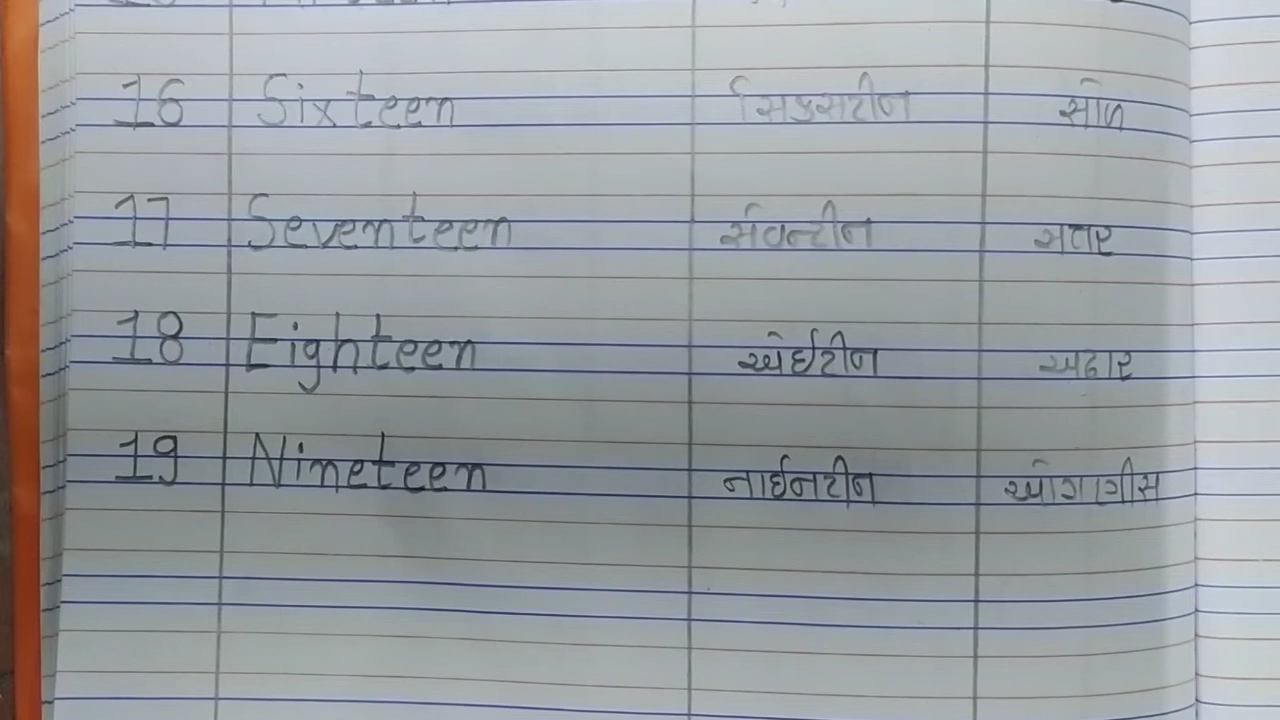 16 Sixteen સિક્સટીન સોળ
17 Seventeen સેવન્ટીન સત્તર
18 Eighteen એઈટીન અઢાર
19 Nineteen નાઈનટીન ઓગણીસ